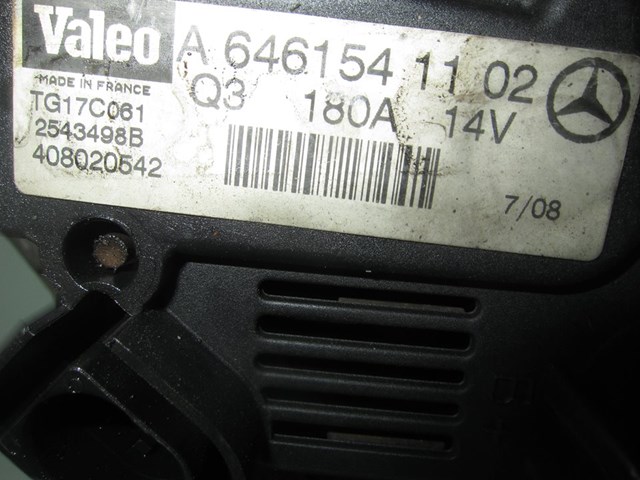 Valeo
A 646154 11 02
MADE IN FRANCE
Q3 180A 14V
TG17C061
2543498B
408020542
7/08